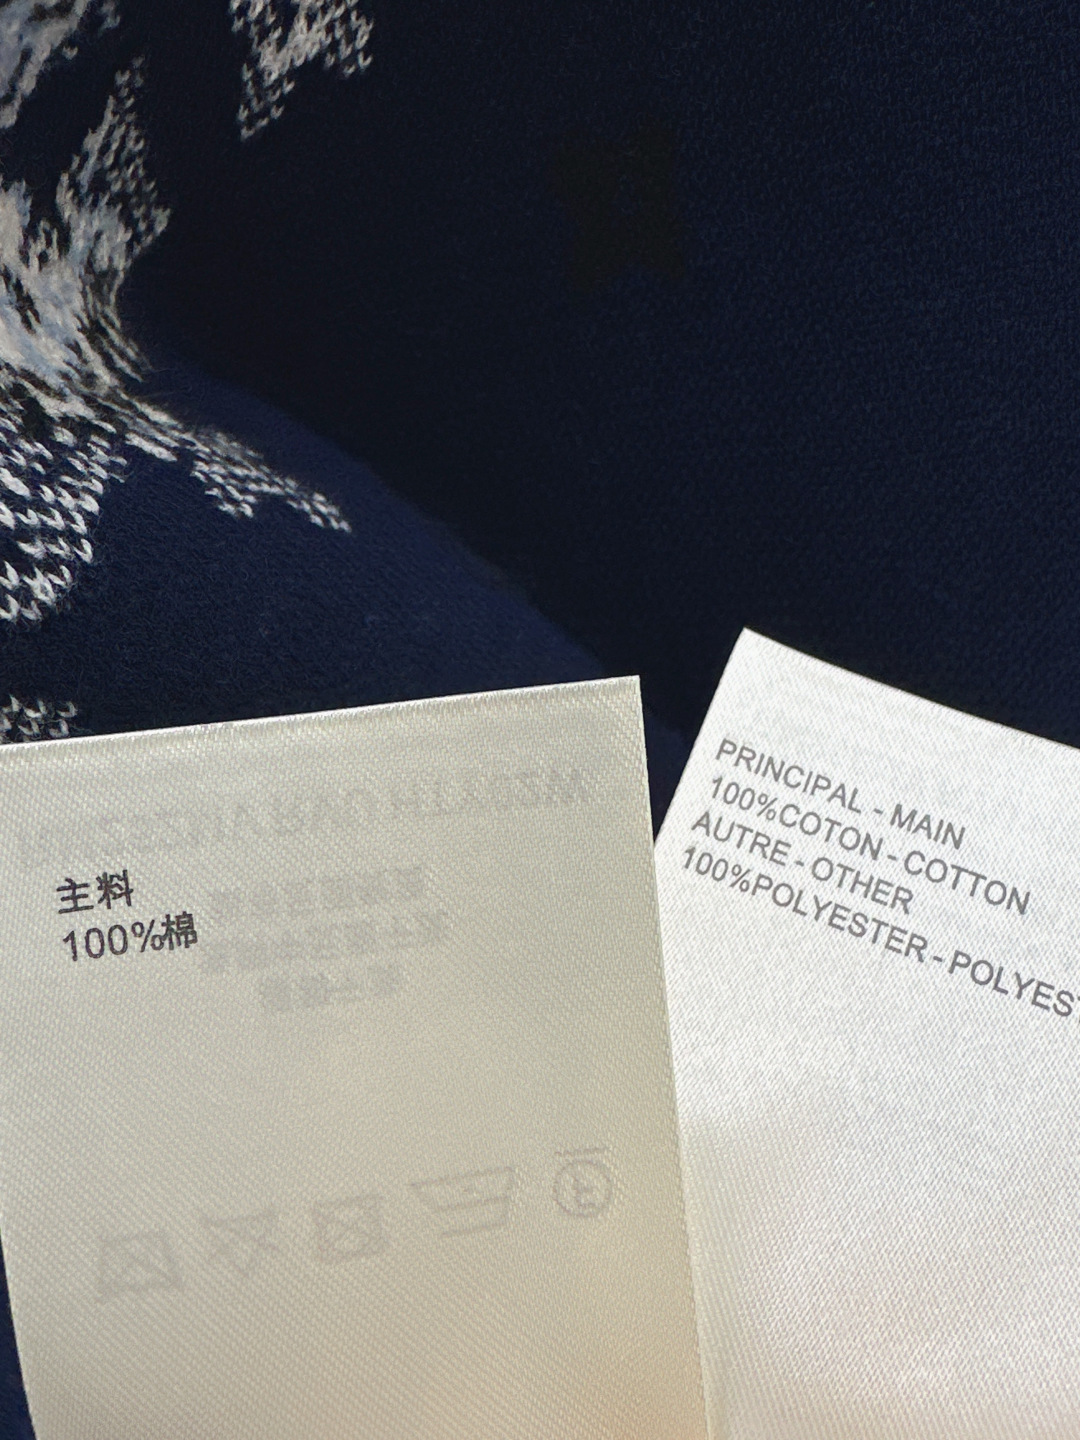 主料
100%棉
PRINCIPAL - MAIN
100%COTON - COTTON
AUTRE - OTHER
100%POLYESTER - POLYEST